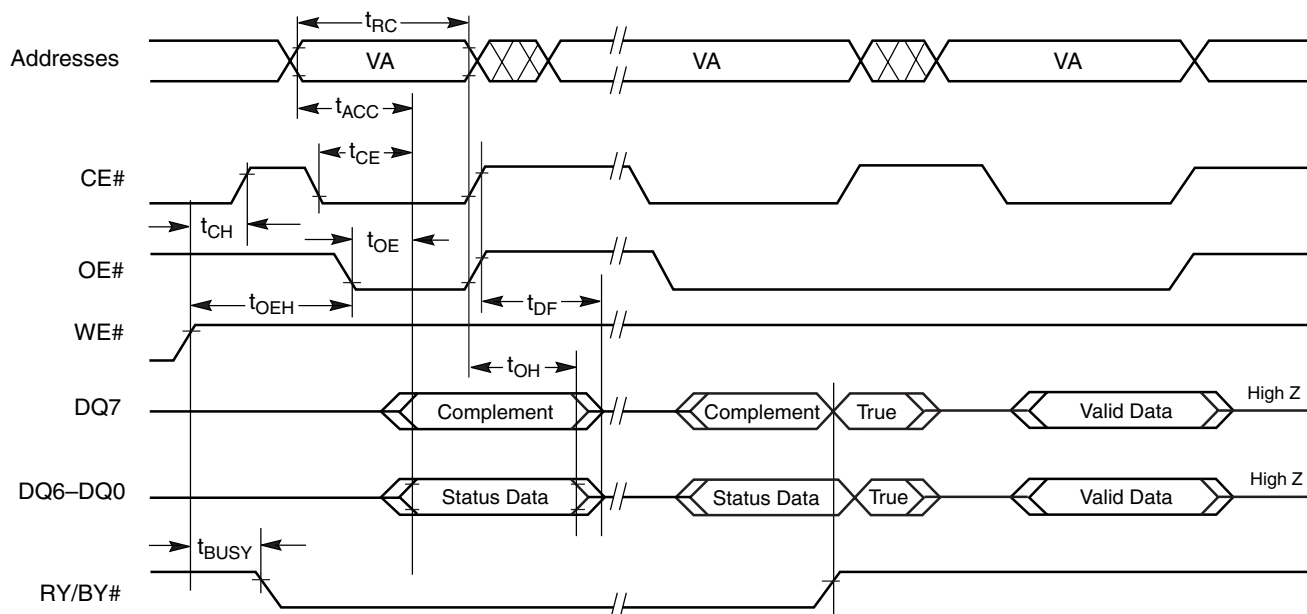 tRC
Addresses VA VA VA
tACC
tCE
CE#
tCH
tOE
OE#
tOEH tDF
WE#
tOH
DQ7 Complement Complement True Valid Data High Z
DQ6–DQ0 Status Data Status Data True Valid Data High Z
tBUSY
RY/BY#